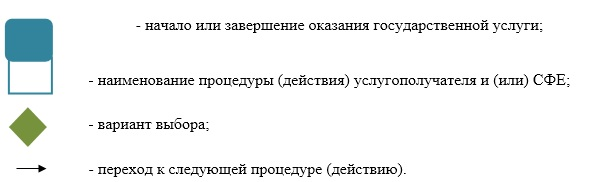 - начало или завершение оказания государственной услуги;
- наименование процедуры (действия) услугополучателя и (или) СФЕ;
- вариант выбора;
- переход к следующей процедуре (действию).